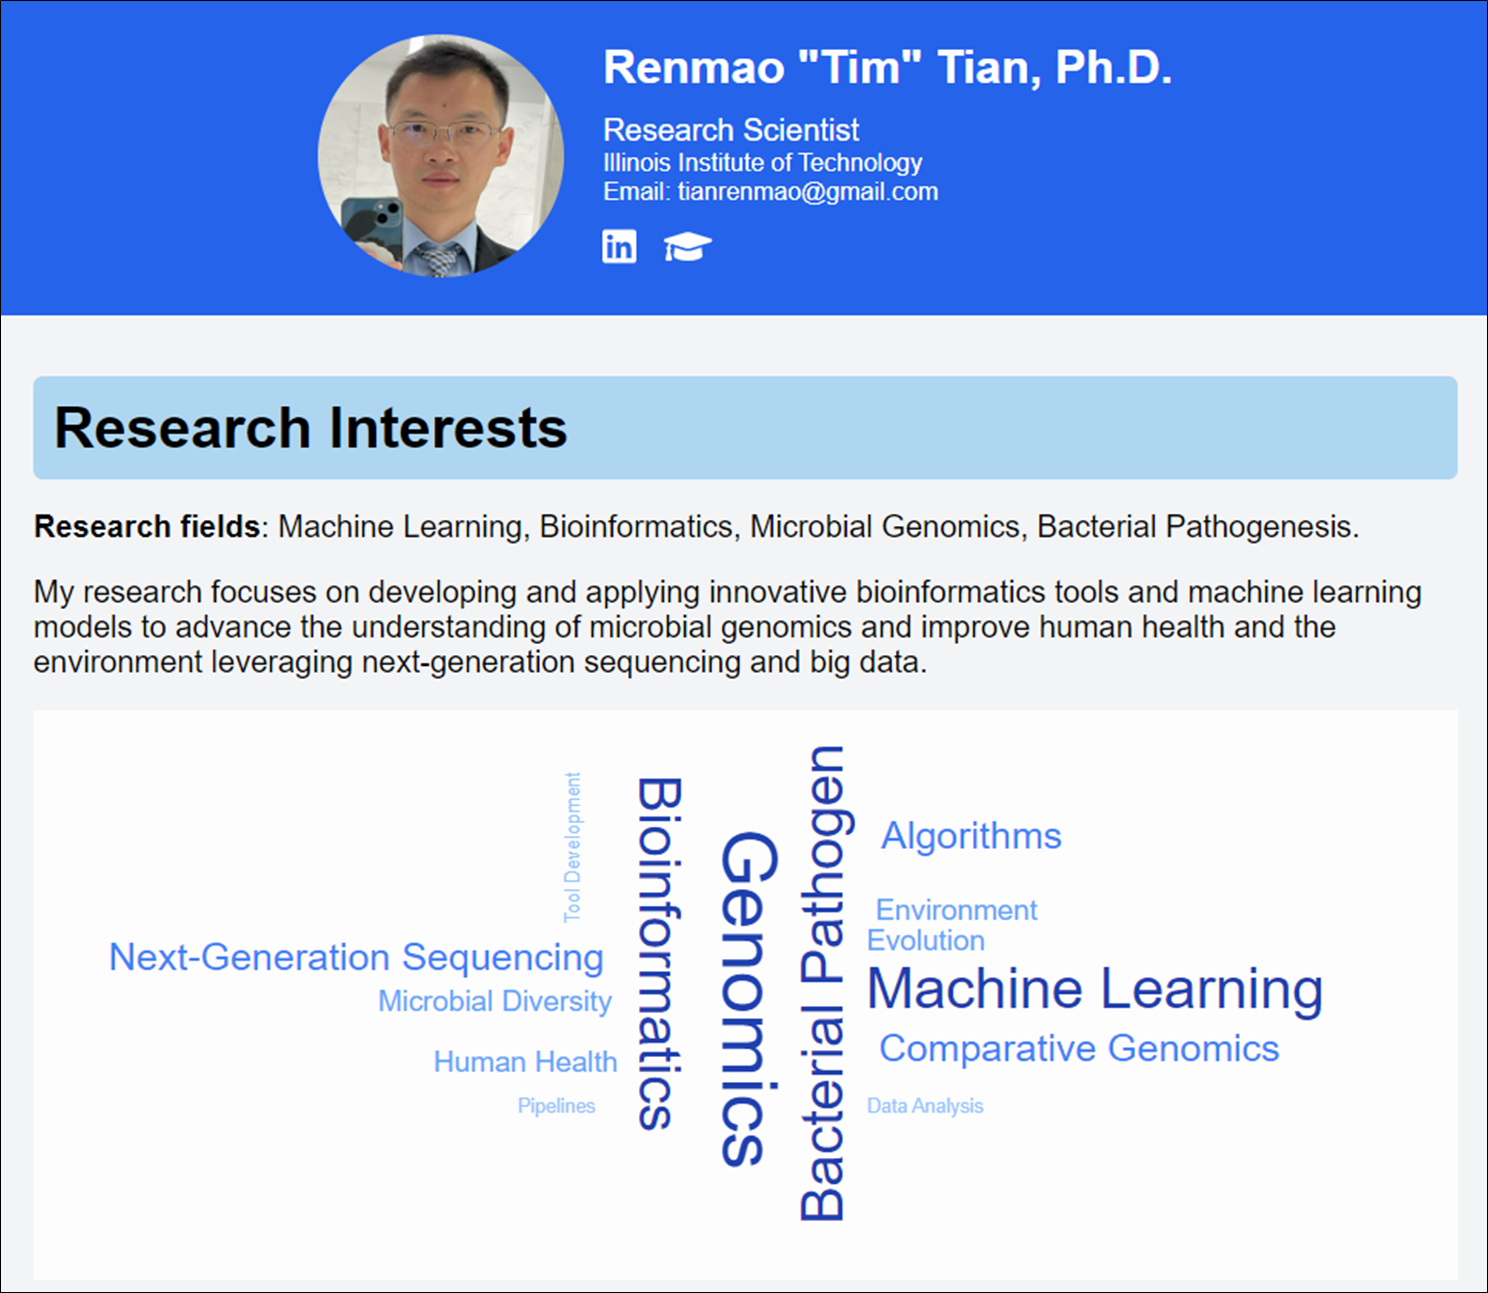 Renmao "Tim" Tian, Ph.D.
Research Scientist
Illinois Institute of Technology
Email: tianrenmao@gmail.com
in
Research Interests
Research fields: Machine Learning, Bioinformatics, Microbial Genomics, Bacterial Pathogenesis.
My research focuses on developing and applying innovative bioinformatics tools and machine learning
models to advance the understanding of microbial genomics and improve human health and the
environment leveraging next-generation sequencing and big data.
Tool Development
Bioinformatics
Genomics
Bacterial Pathogen
Algorithms
Environment
Evolution
Next-Generation Sequencing
Machine Learning
Microbial Diversity
Comparative Genomics
Human Health
Pipelines
Data Analysis